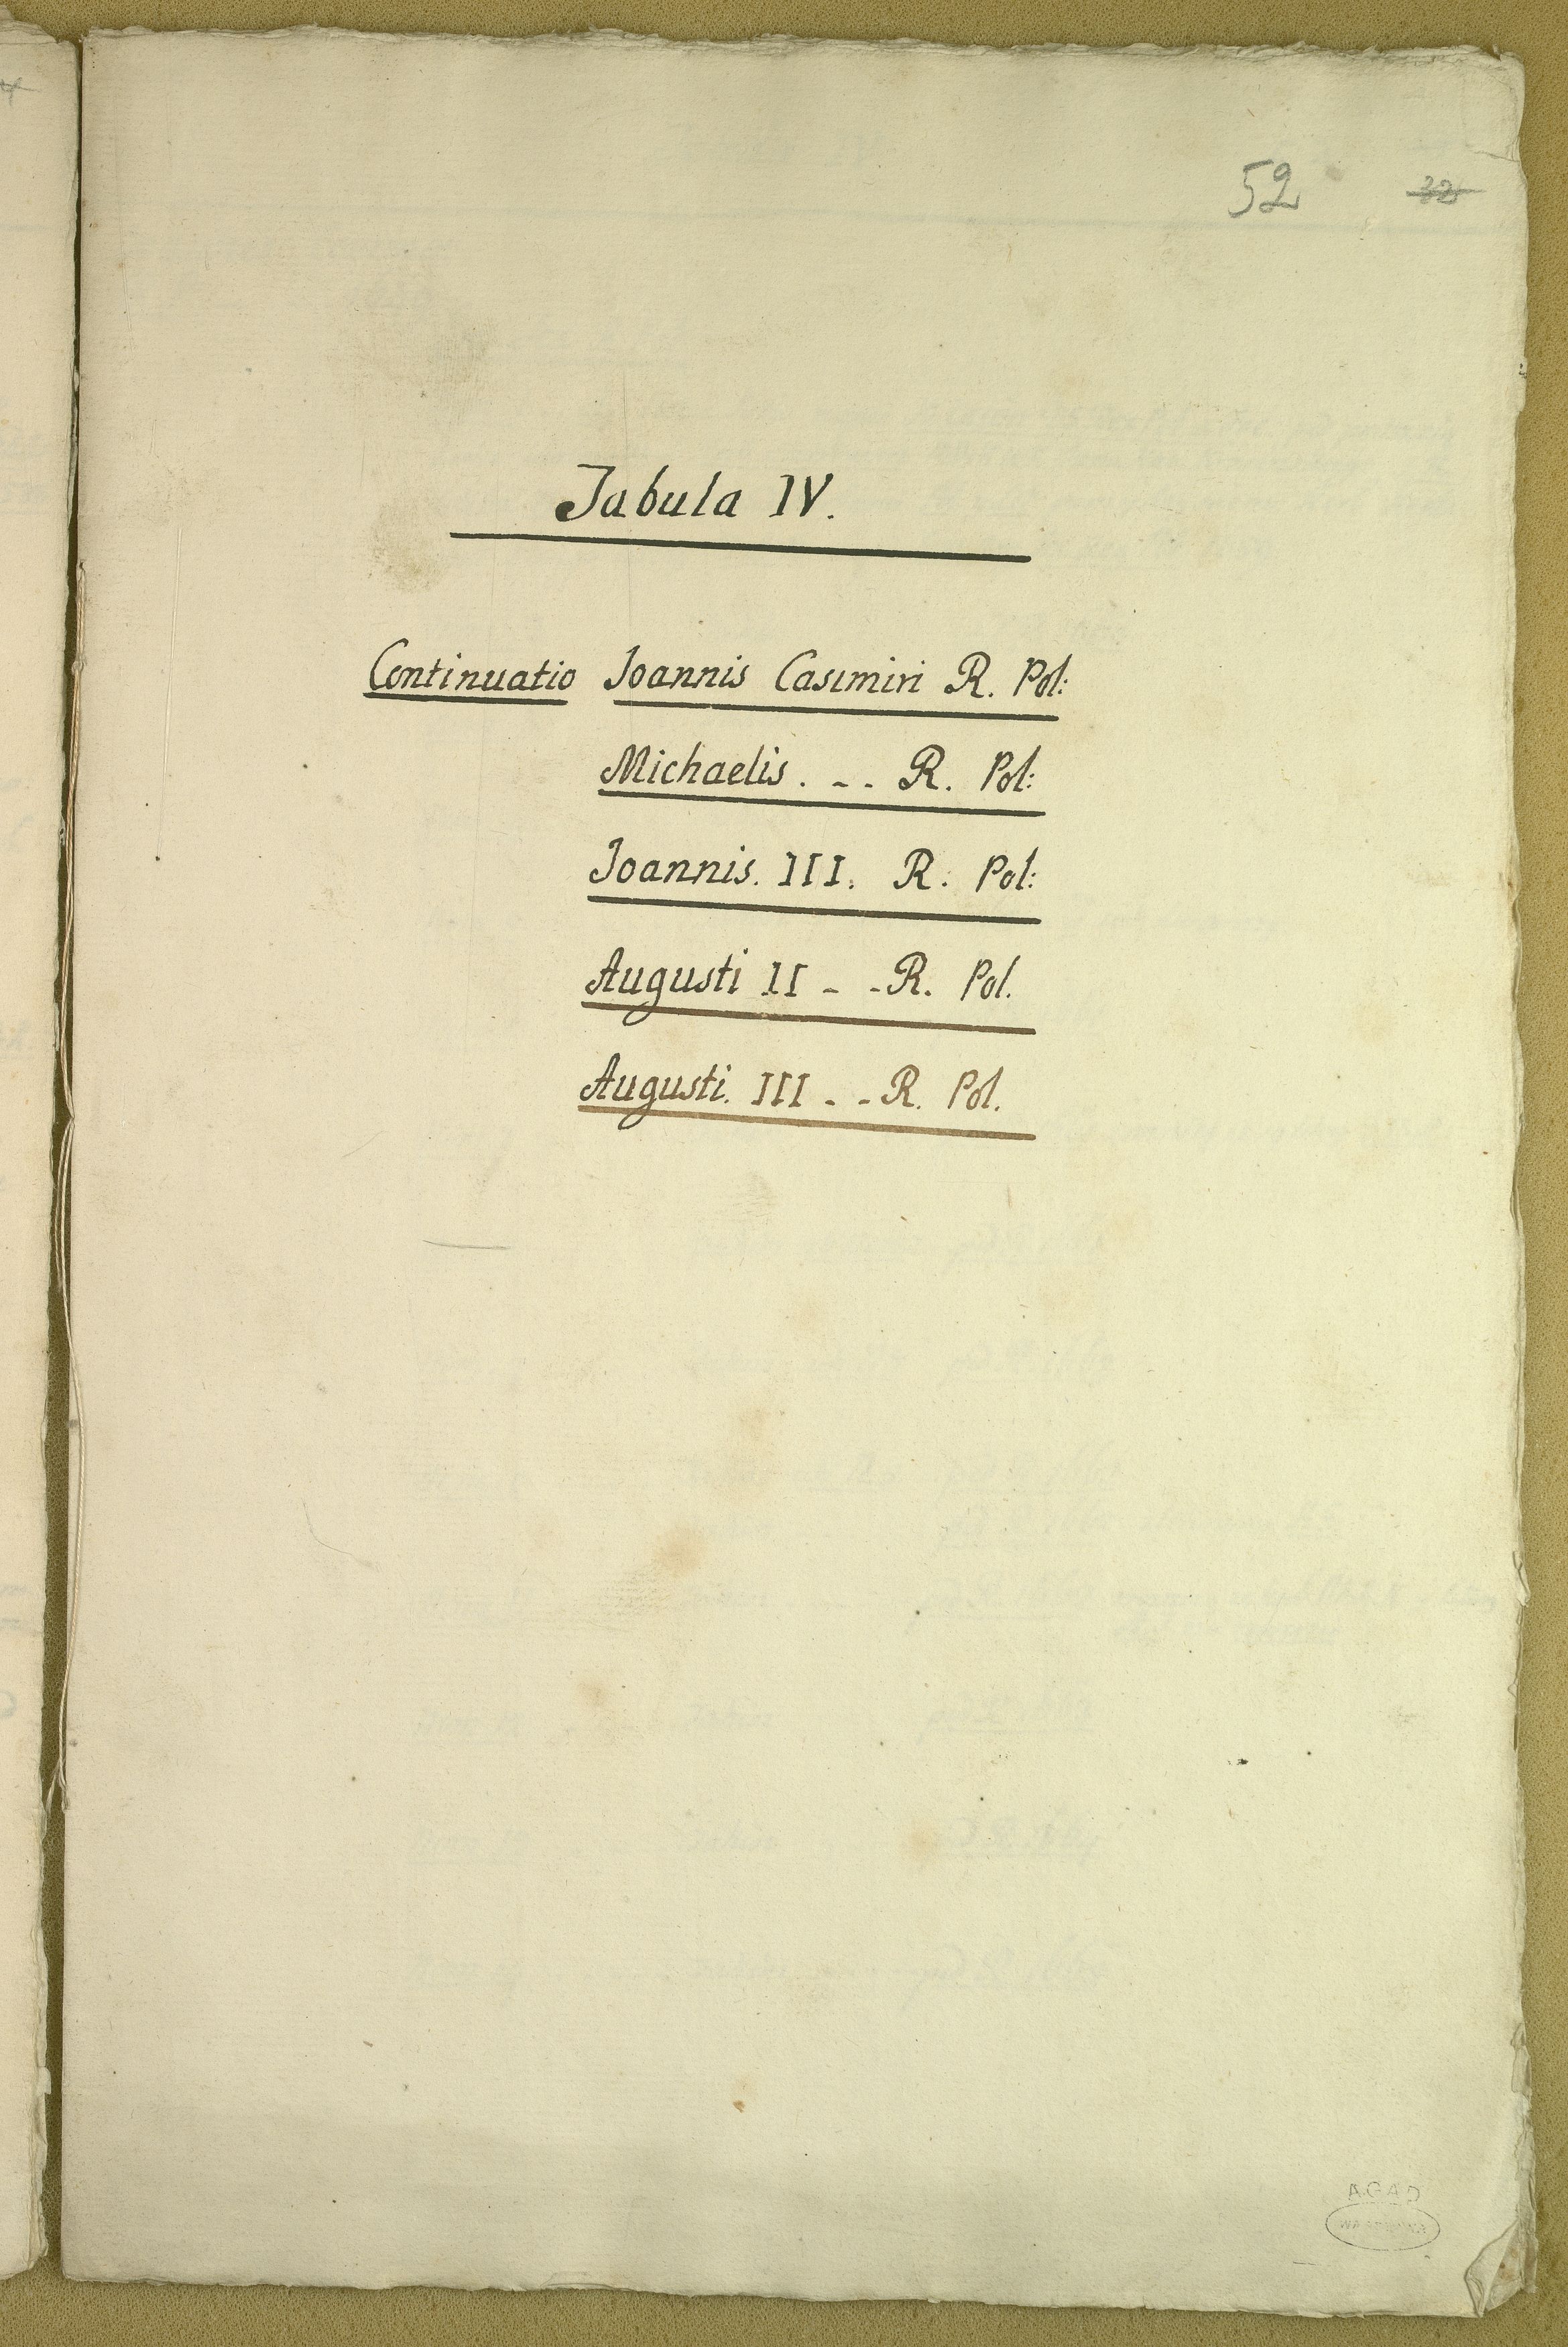 52 32
Tabula IV.
Continuatio Joannis Casimiri R. Pol:
Michaelis . - - R. Pol:
Joannis. III. R. Pol:
Augusti II - - R. Pol.
Augusti. III - - R. Pol.
AGAD